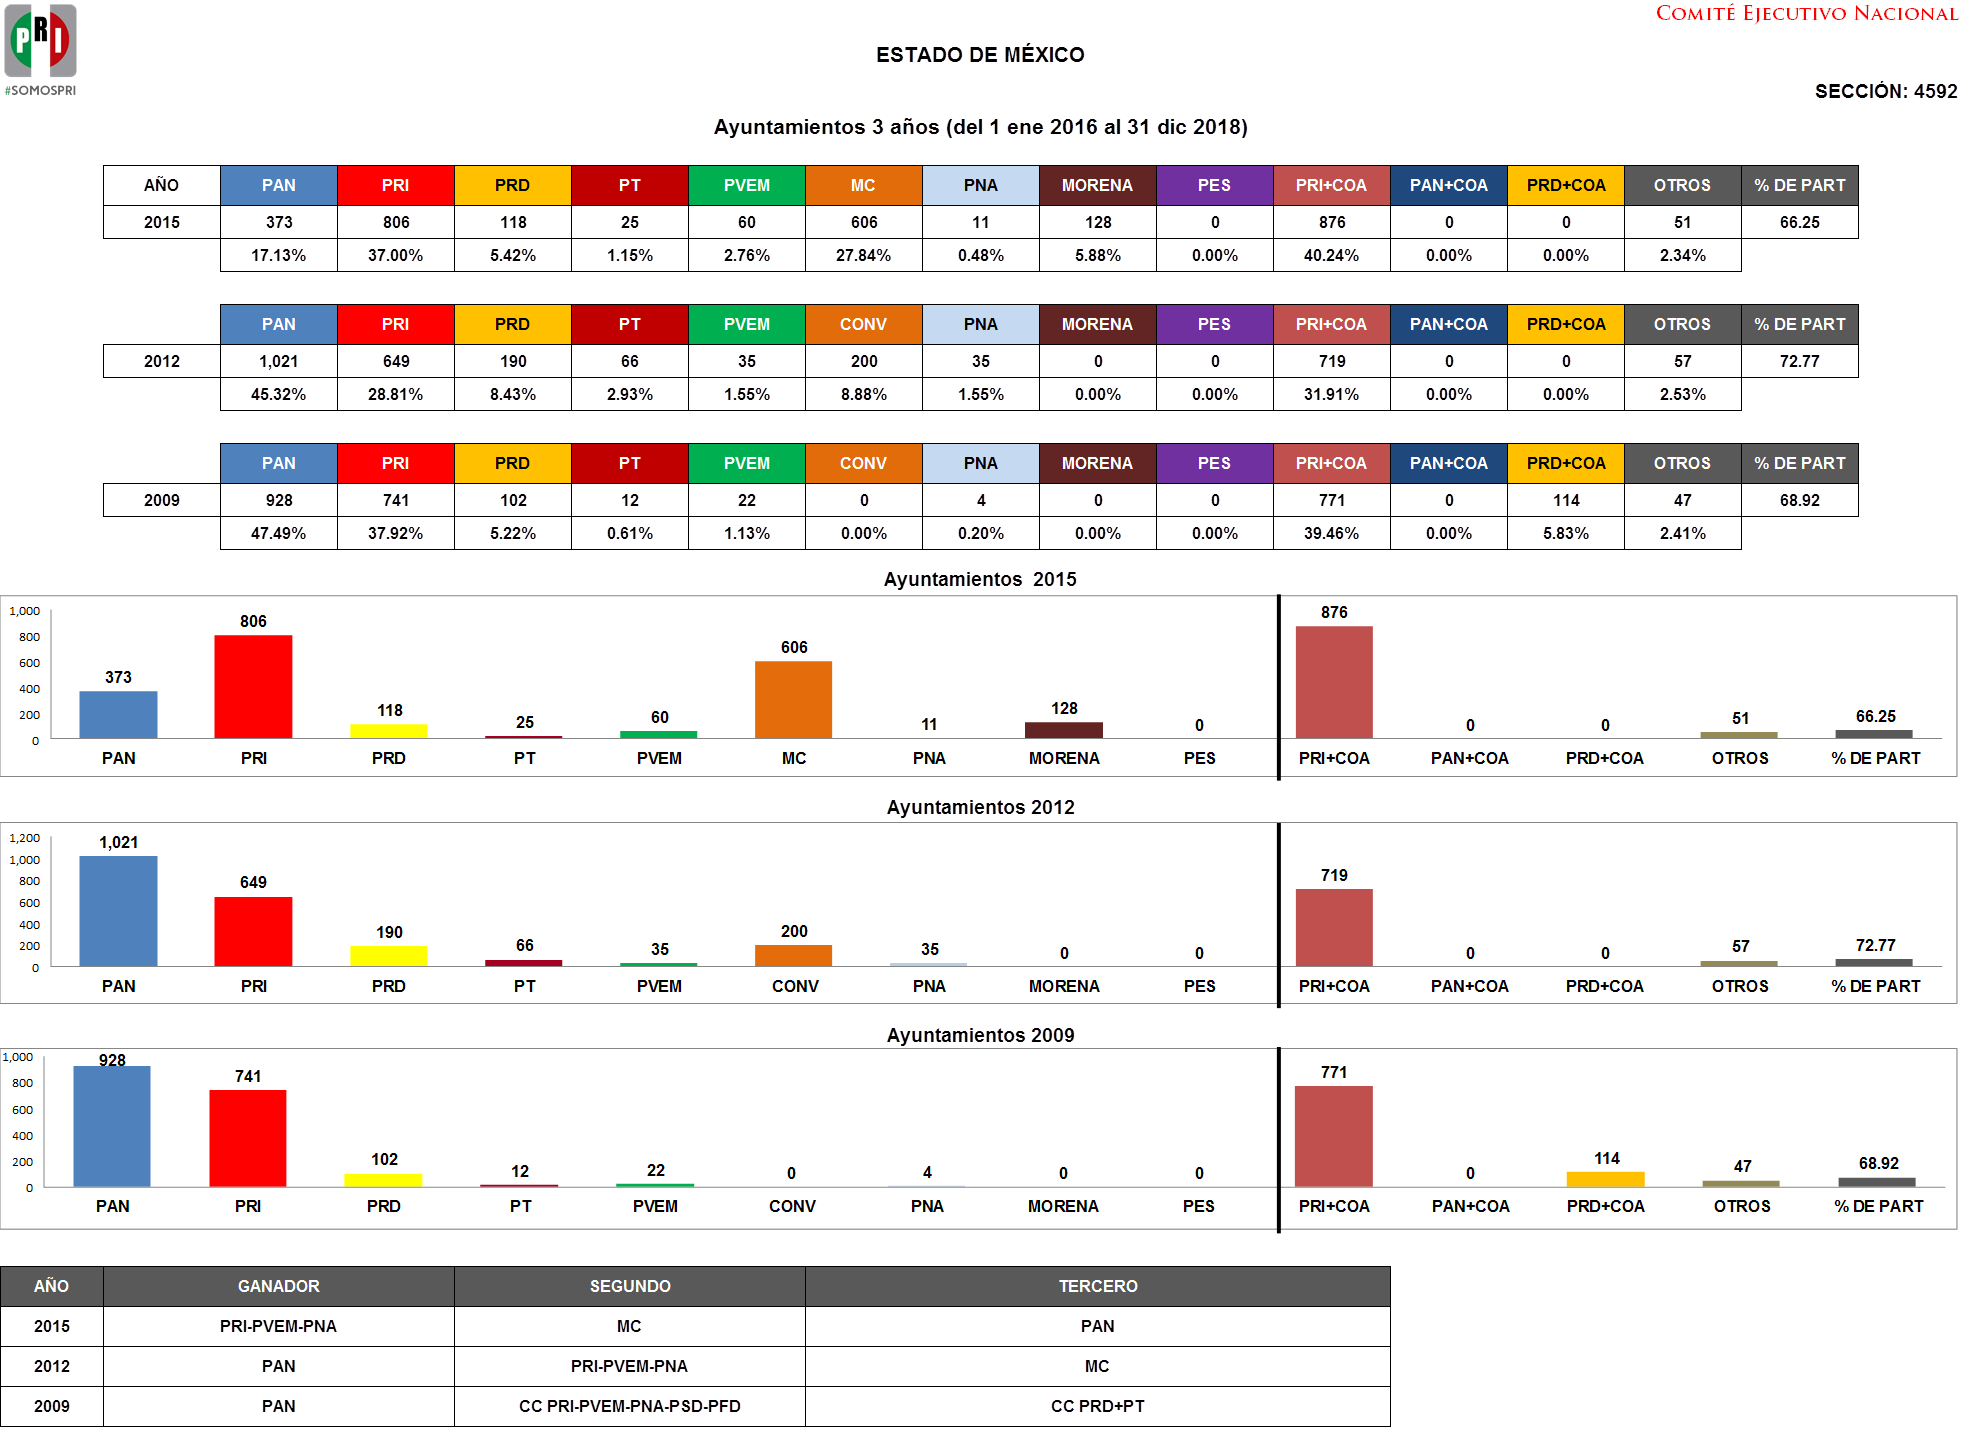 PRI
#SOMOSPRI
COMITÉ EJECUTIVO NACIONAL
ESTADO DE MÉXICO
SECCIÓN: 4592
Ayuntamientos 3 años (del 1 ene 2016 al 31 dic 2018)
AÑO PAN PRI PRD PT PVEM MC PNA MORENA PES PRI+COA PAN+COA PRD+COA OTROS % DE PART
2015 373 806 118 25 60 606 11 128 0 876 0 0 51 66.25
17.13% 37.00% 5.42% 1.15% 2.76% 27.84% 0.48% 5.88% 0.00% 40.24% 0.00% 0.00% 2.34%
PAN PRI PRD PT PVEM CONV PNA MORENA PES PRI+COA PAN+COA PRD+COA OTROS % DE PART
2012 1,021 649 190 66 35 200 35 0 0 719 0 0 57 72.77
45.32% 28.81% 8.43% 2.93% 1.55% 8.88% 1.55% 0.00% 0.00% 31.91% 0.00% 0.00% 2.53%
PAN PRI PRD PT PVEM CONV PNA MORENA PES PRI+COA PAN+COA PRD+COA OTROS % DE PART
2009 928 741 102 12 22 0 4 0 0 771 0 114 47 68.92
47.49% 37.92% 5.22% 0.61% 1.13% 0.00% 0.20% 0.00% 0.00% 39.46% 0.00% 5.83% 2.41%
Ayuntamientos 2015
1,000
800
600
400
200
0
373 806 118 25 60 606 11 128 0 876 0 0 51 66.25
PAN PRI PRD PT PVEM MC PNA MORENA PES PRI+COA PAN+COA PRD+COA OTROS % DE PART
Ayuntamientos 2012
1,200
1,000
800
600
400
200
0
1,021 649 190 66 35 200 35 0 0 719 0 0 57 72.77
PAN PRI PRD PT PVEM CONV PNA MORENA PES PRI+COA PAN+COA PRD+COA OTROS % DE PART
Ayuntamientos 2009
1,000
800
600
400
200
0
928 741 102 12 22 0 4 0 0 771 0 114 47 68.92
PAN PRI PRD PT PVEM CONV PNA MORENA PES PRI+COA PAN+COA PRD+COA OTROS % DE PART
AÑO GANADOR SEGUNDO TERCERO
2015 PRI-PVEM-PNA MC PAN
2012 PAN PRI-PVEM-PNA MC
2009 PAN CC PRI-PVEM-PNA-PSD-PFD CC PRD+PT